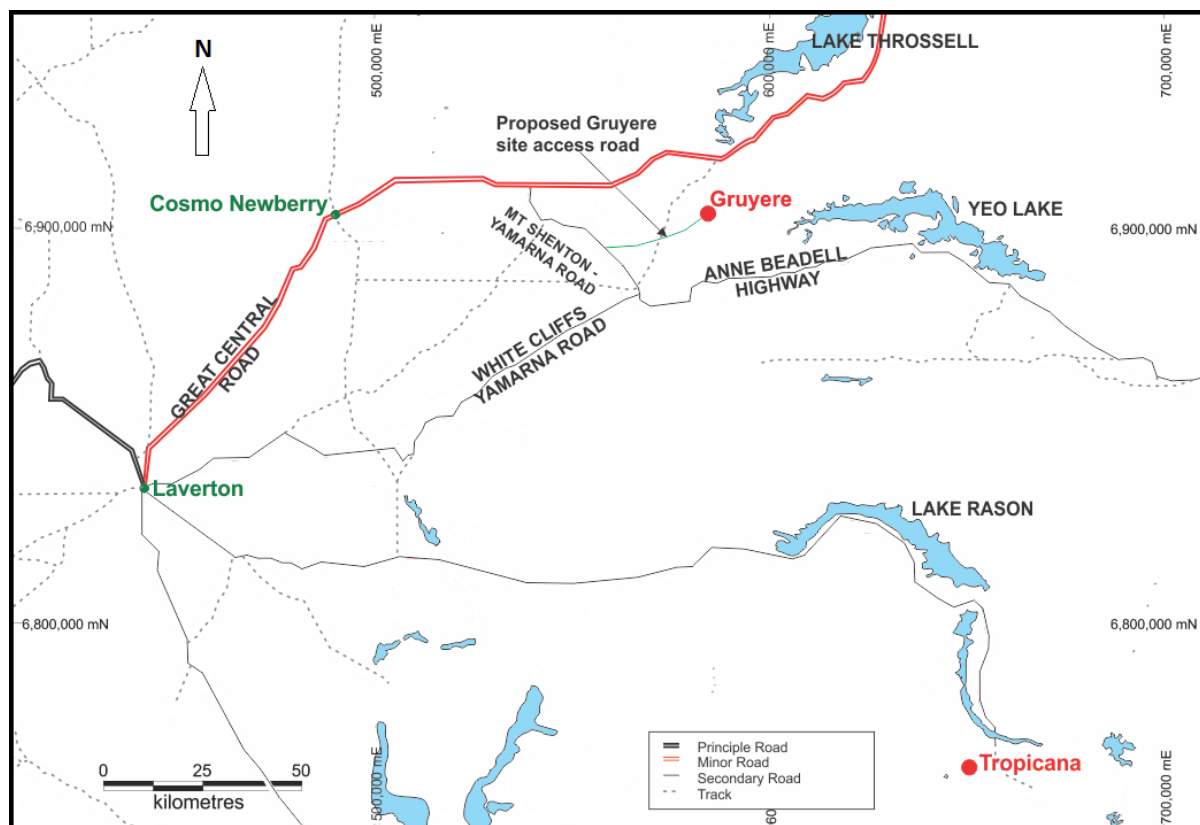 N
LAKE THROSSELL
500,000 mE
600,000 mE
700,000 mE
Proposed Gruyere
site access road
Cosmo Newberry
Gruyere
YEO LAKE
6,900,000 mN
6,900,000 mN
MT SHENTON -
YAMARNA ROAD
ANNE BEADELL
HIGHWAY
GREAT CENTRAL
ROAD
WHITE CLIFFS
YAMARNA ROAD
Laverton
LAKE RASON
6,800,000 mN
6,800,000 mN
Principle Road
Minor Road
Secondary Road
Track
Tropicana
0 25 50
kilometres
500,000 mE
60
700,000 mE